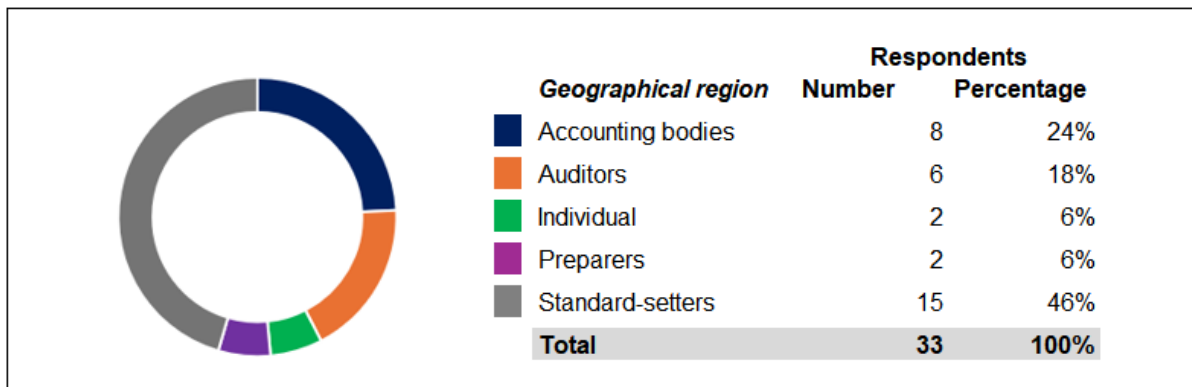 Respondents
Geographical region Number Percentage
Accounting bodies 8 24%
Auditors 6 18%
Individual 2 6%
Preparers 2 6%
Standard-setters 15 46%
Total 33 100%